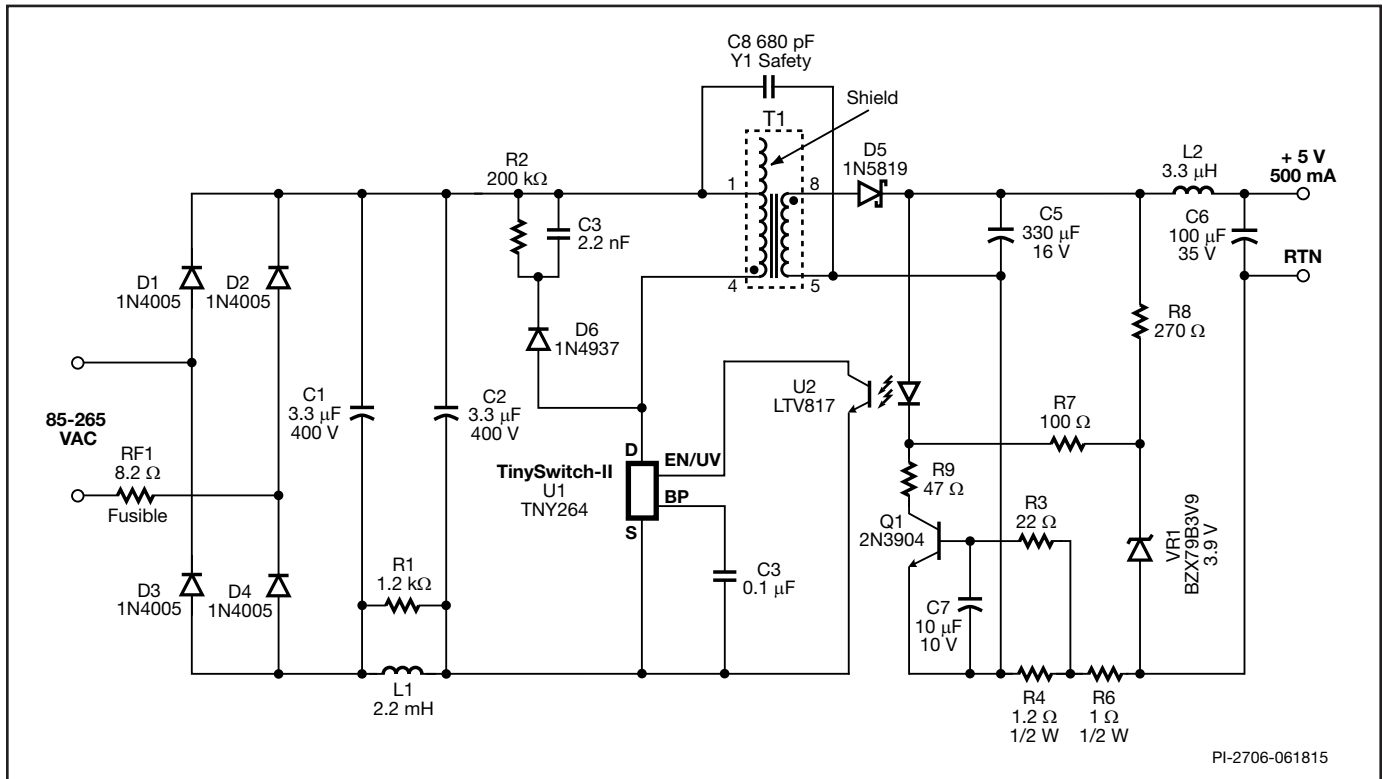 C8 680 pF
Y1 Safety
Shield
T1
R2
200 kΩ
C3
2.2 nF
1
8
4
5
D5
1N5819
L2
3.3 μH
+ 5 V
500 mA
C5
330 μF
16 V
C6
100 μF
35 V
RTN
D1
1N4005
D2
1N4005
D6
1N4937
R8
270 Ω
85-265
VAC
RF1
8.2 Ω
Fusible
C1
3.3 μF
400 V
C2
3.3 μF
400 V
U2
LTV817
R7
100 Ω
D
EN/UV
TinySwitch-II
U1
TNY264
BP
S
R9
47 Ω
Q1
2N3904
R3
22 Ω
VR1
BZX79B3V9
3.9 V
D3
1N4005
D4
1N4005
R1
1.2 kΩ
C3
0.1 μF
C7
10 μF
10 V
L1
2.2 mH
R4
1.2 Ω
1/2 W
R6
1 Ω
1/2 W
PI-2706-061815